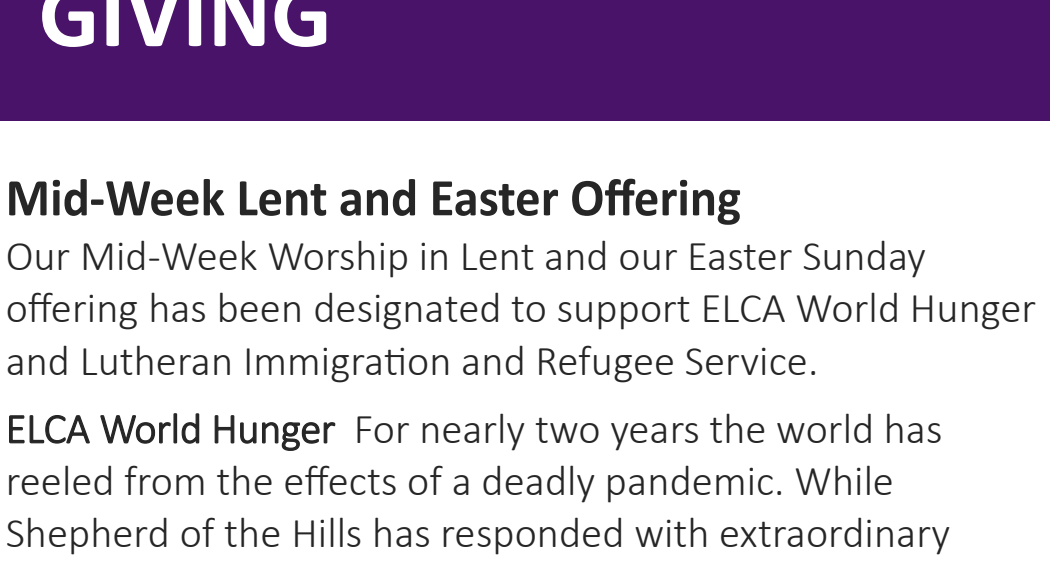 GIVING
Mid-Week Lent and Easter Offering
Our Mid-Week Worship in Lent and our Easter Sunday
offering has been designated to support ELCA World Hunger
and Lutheran Immigration and Refugee Service.
ELCA World Hunger  For nearly two years the world has
reeled from the effects of a deadly pandemic. While
Shepherd of the Hills has responded with extraordinary